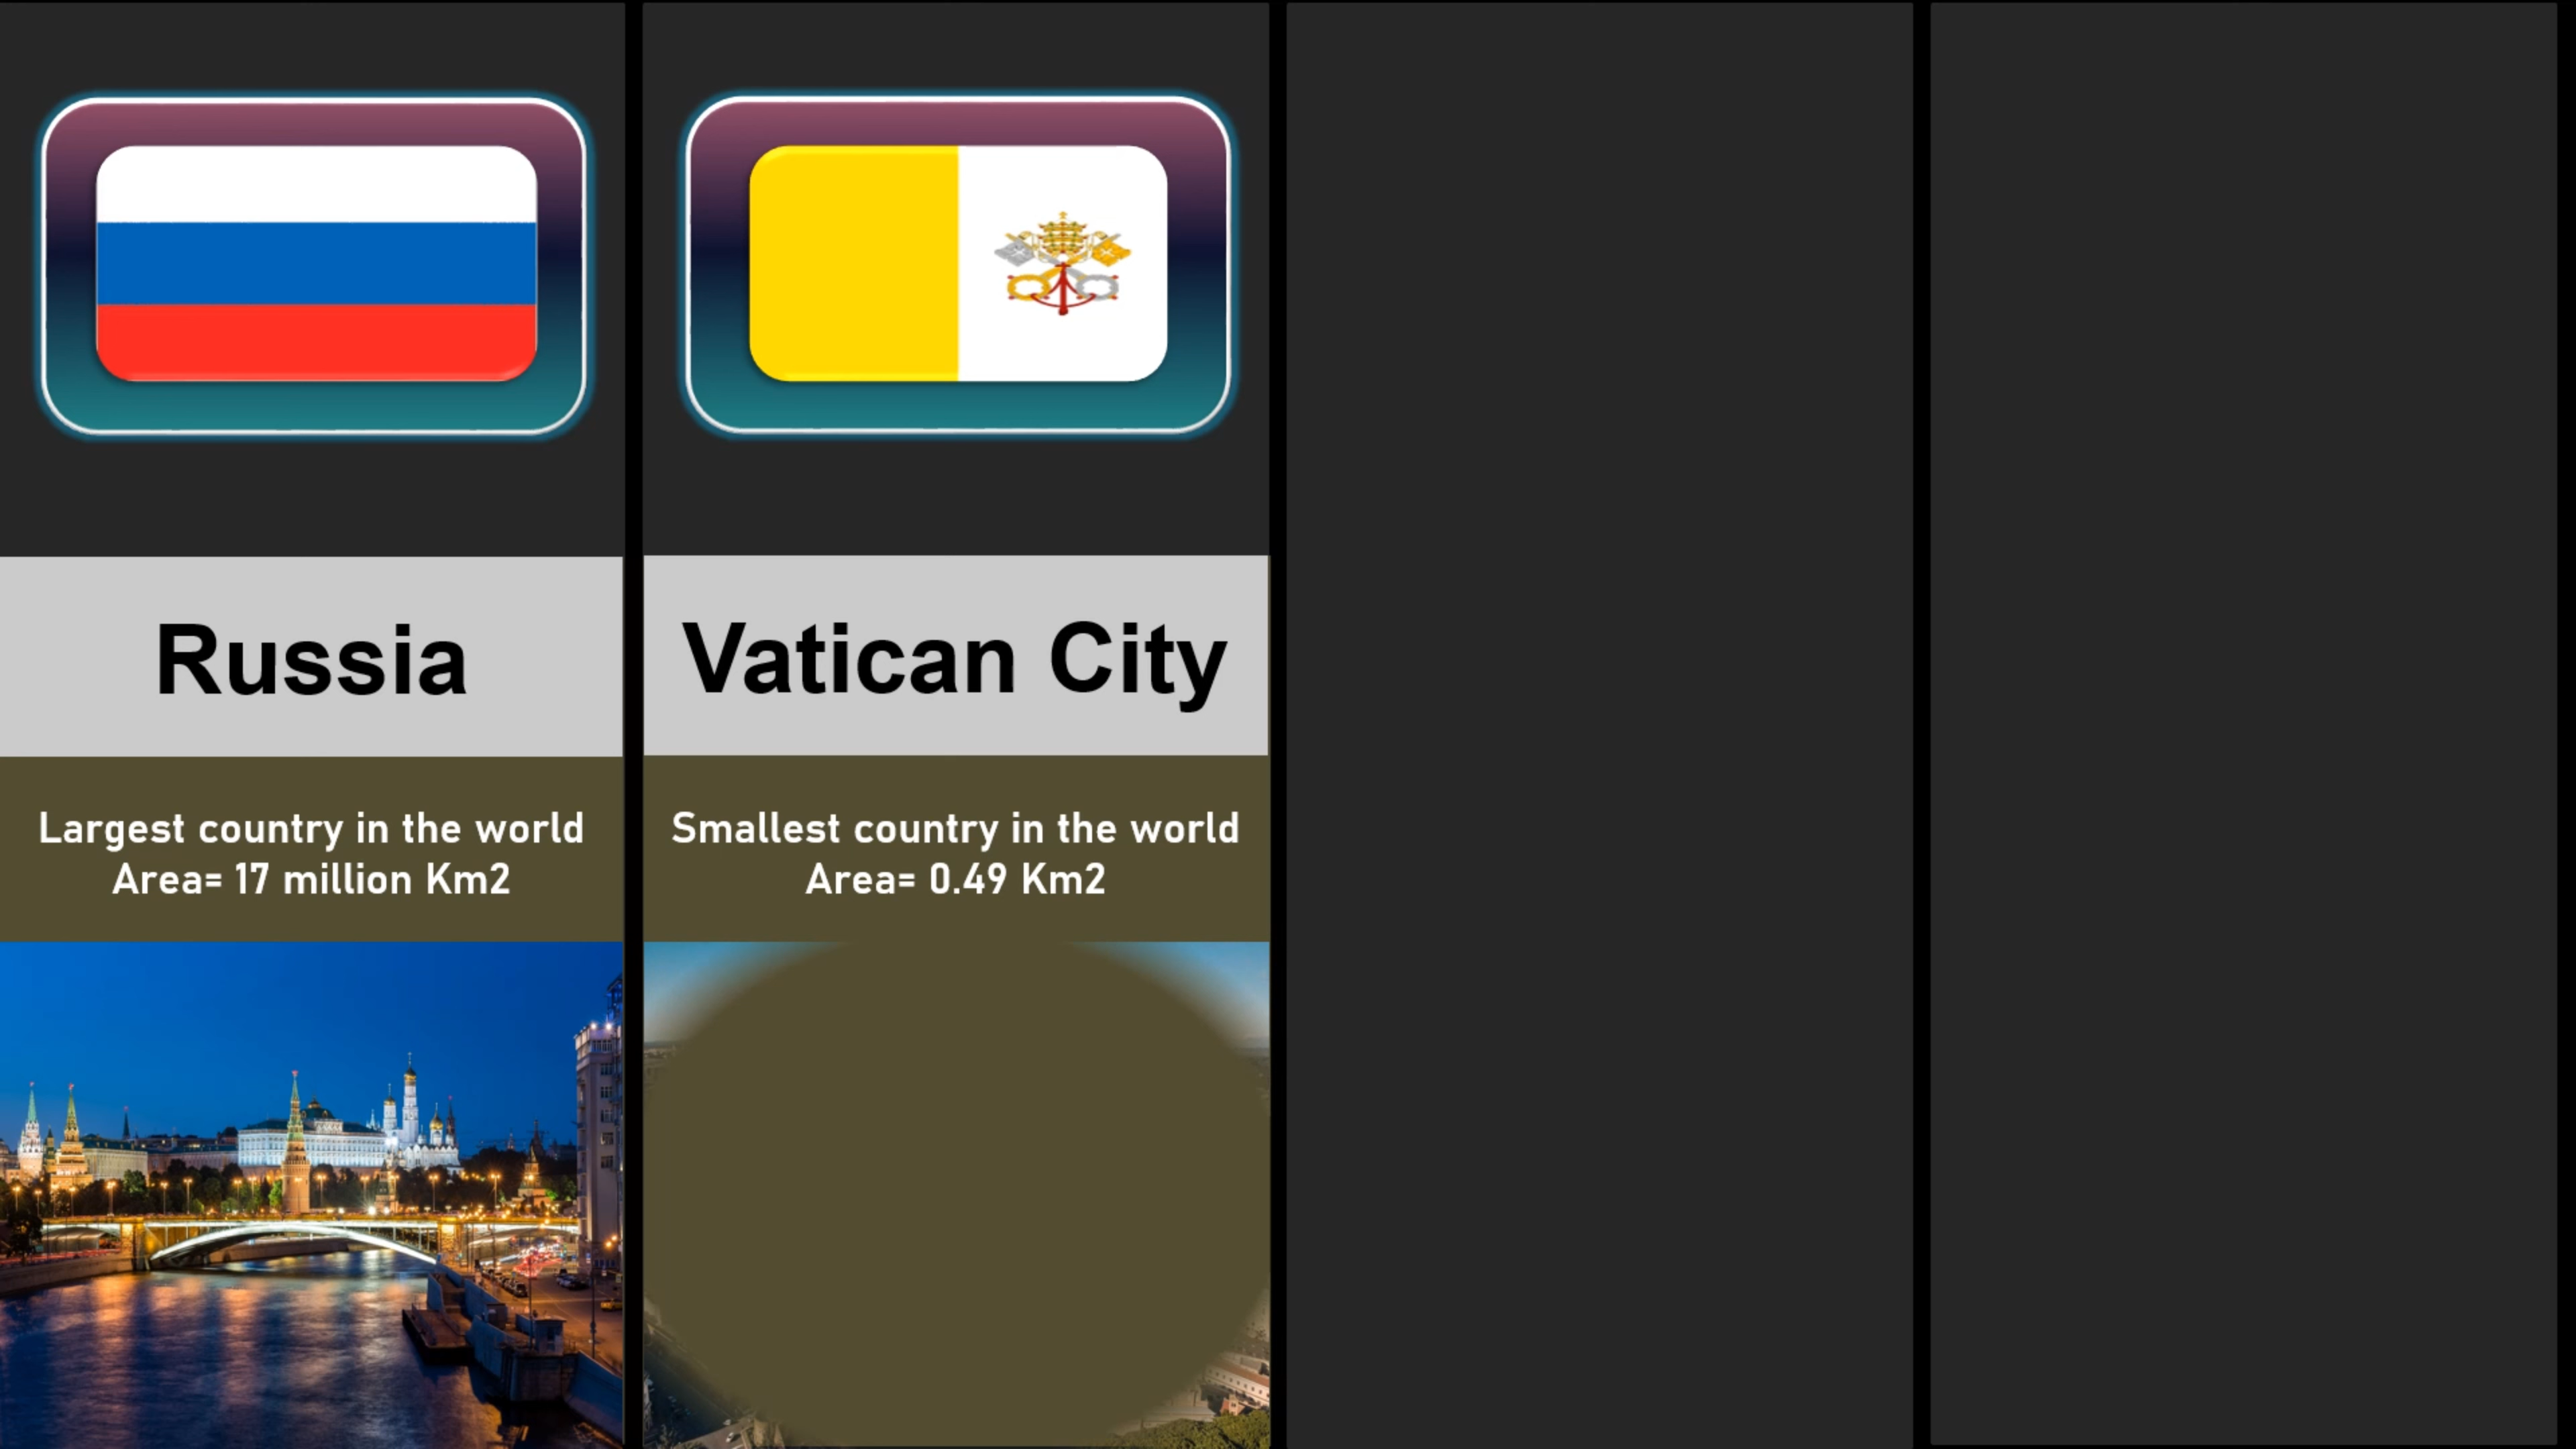 Russia
Largest country in the world
Area= 17 million Km2
Vatican City
Smallest country in the world
Area= 0.49 Km2